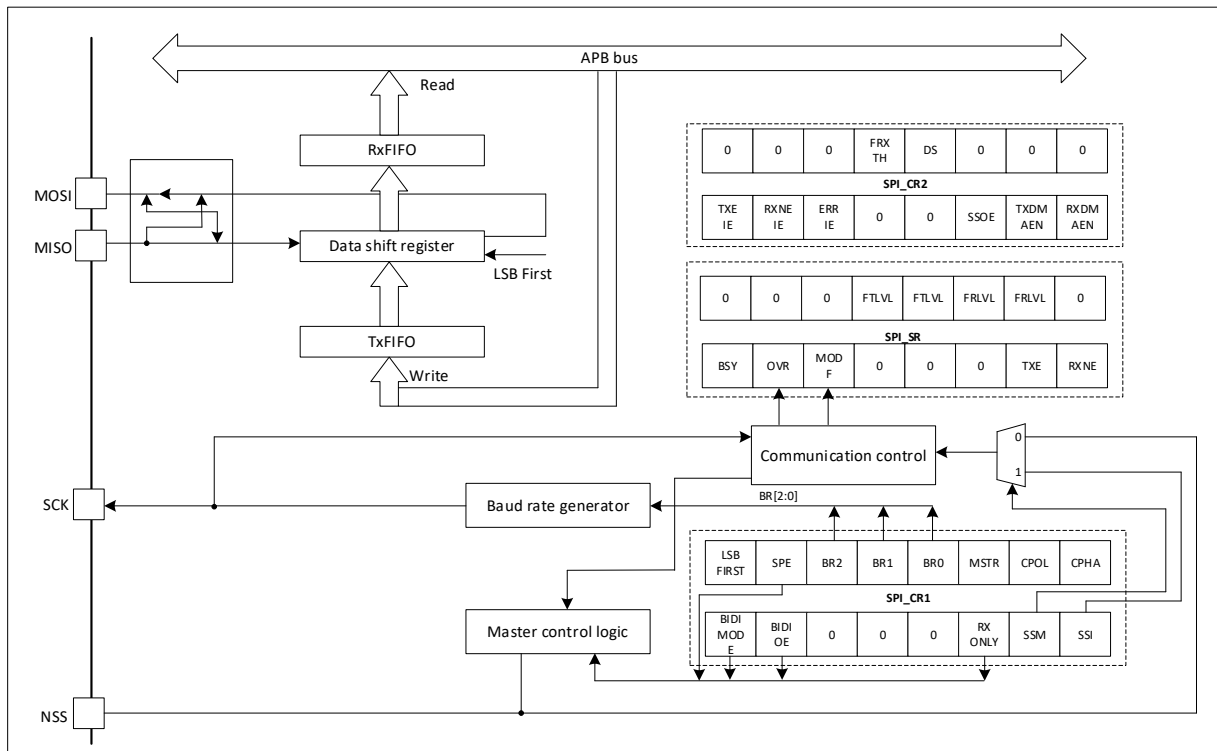 APB bus
Read
RxFIFO
MOSI
MISO
Data shift register
LSB First
TxFIFO
Write
0 0 0 FRX TH DS 0 0 0
SPI_CR2
TXE IE RXNE IE ERR IE 0 0 SSOE TXDM AEN RXDM AEN
0 0 0 FTLVL FTLVL FRLVL FRLVL 0
SPI_SR
BSY OVR MOD F 0 0 0 TXE RXNE
Communication control
0
1
SCK
Baud rate generator
BR[2:0]
LSB FIRST SPE BR2 BR1 BR0 MSTR CPOL CPHA
SPI_CR1
Master control logic
BIDI MOD E BIDI OE 0 0 0 RX ONLY SSM SSI
NSS